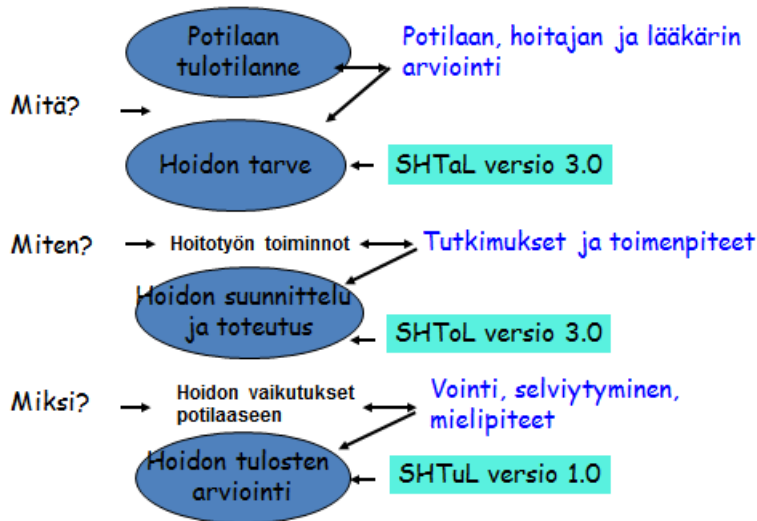 Potilaan
tulotilanne
Potilaan, hoitajan ja lääkärin
arviointi
Mitä?
Hoidon tarve
SHTaL versio 3.0
Miten?
Hoitotyön toiminnot
Tutkimukset ja toimenpiteet
Hoidon suunnittelu
ja toteutus
SHToL versio 3.0
Miksi?
Hoidon vaikutukset
potilaaseen
Vointi, selviytyminen,
mielipiteet
Hoidon tulosten
arviointi
SHTuL versio 1.0